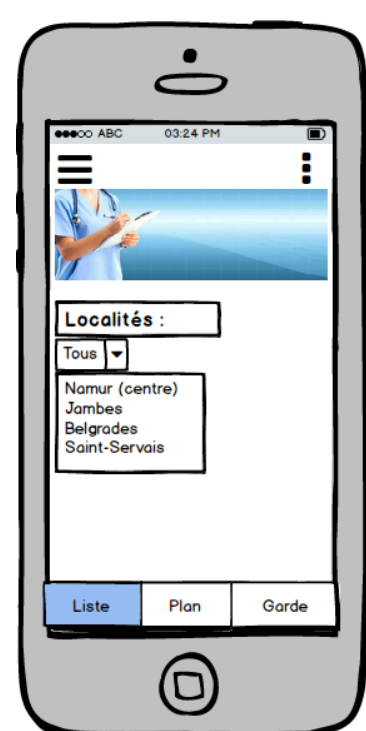 ABC 03:24 PM
Localités :
Tous
Namur (centre)
Jambes
Belgrades
Saint-Servais
Liste Plan Garde